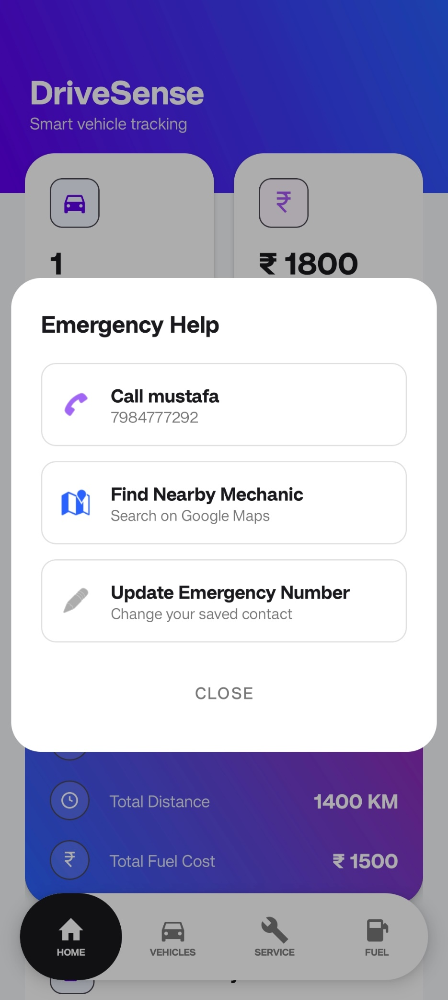 DriveSense
Smart vehicle tracking
₹
1
₹ 1800
Emergency Help
Call mustafa
7984777292
Find Nearby Mechanic
Search on Google Maps
Update Emergency Number
Change your saved contact
CLOSE
Total Distance
1400 KM
₹
Total Fuel Cost
₹ 1500
HOME
VEHICLES
SERVICE
FUEL